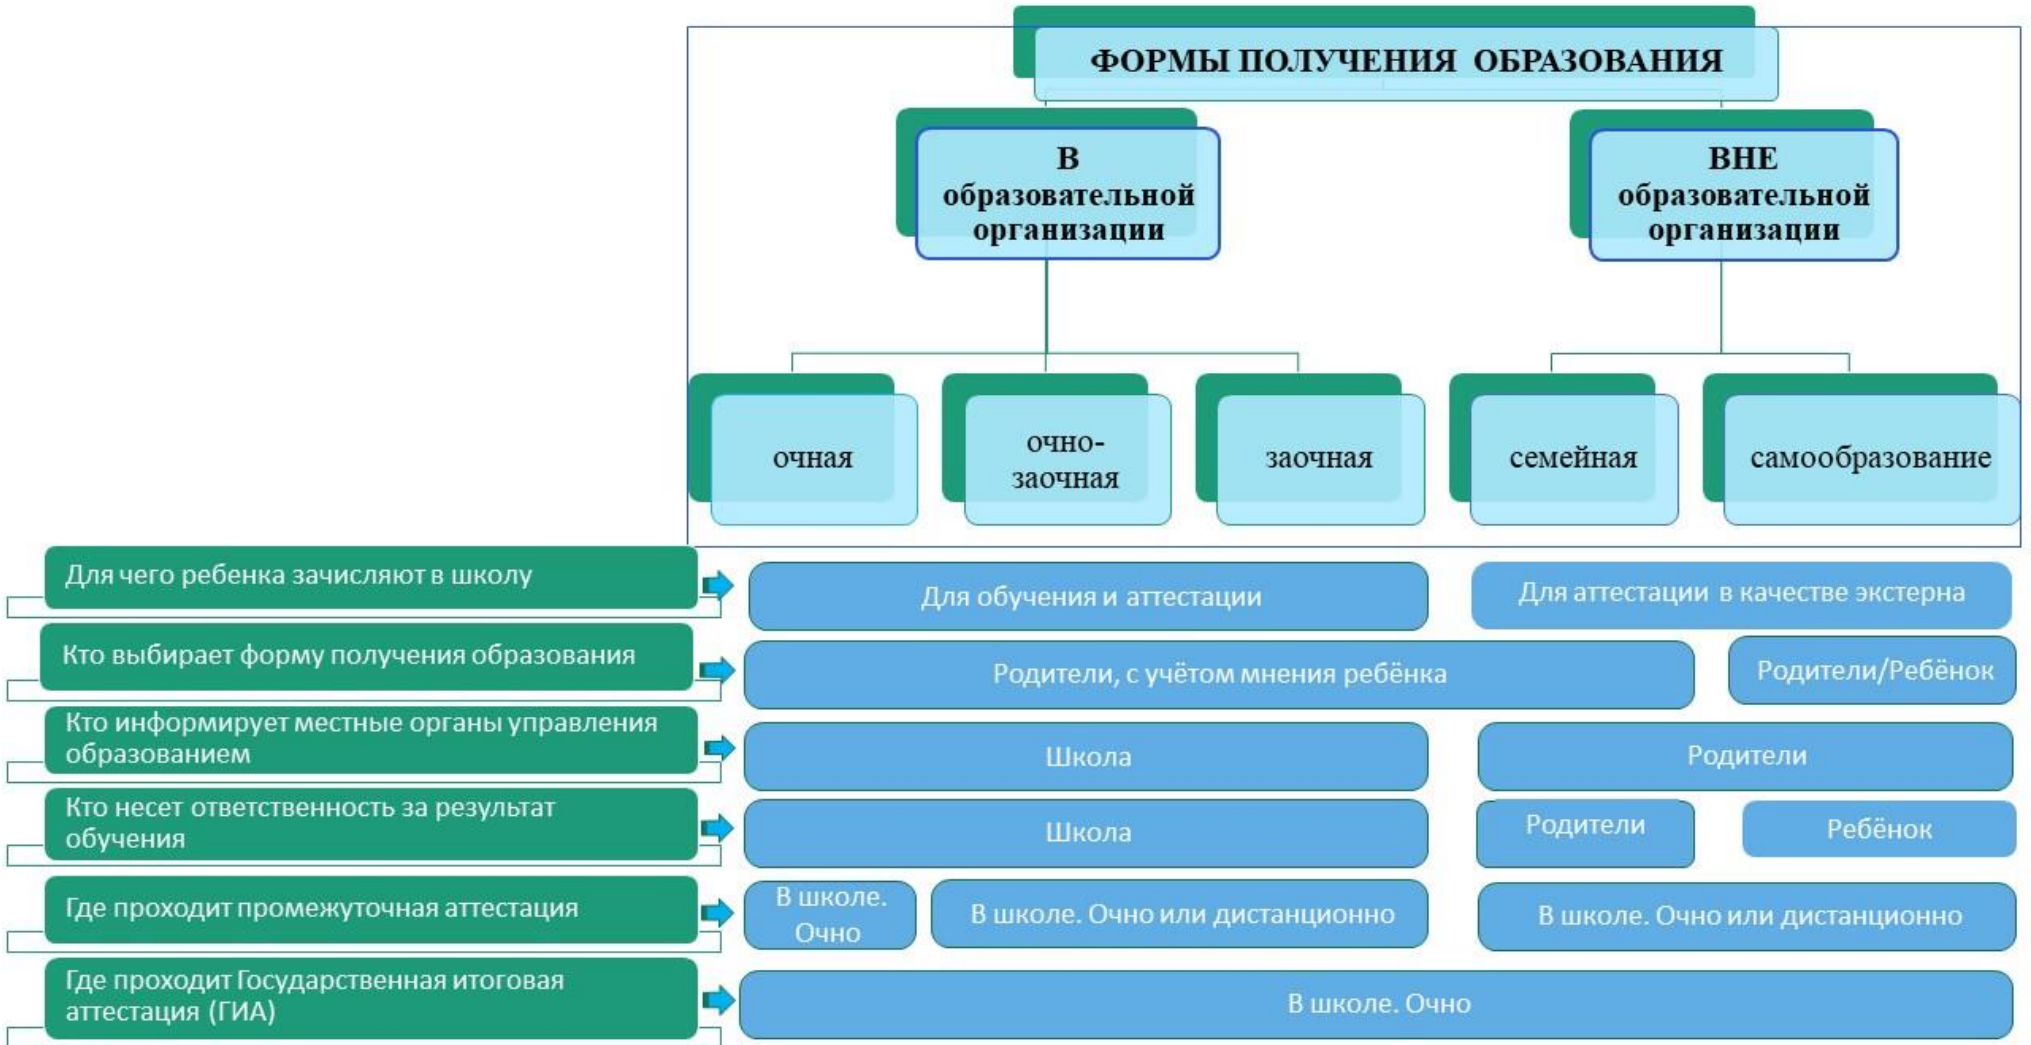 ФОРМЫ ПОЛУЧЕНИЯ ОБРАЗОВАНИЯ
В
образовательной
организации
ВНЕ
образовательной
организации
очная
очно-
заочная
заочная
семейная
самообразование
Для чего ребенка зачисляют в школу
Для обучения и аттестации
Для аттестации в качестве экстерна
Кто выбирает форму получения образования
Родители, с учётом мнения ребёнка
Родители/Ребёнок
Кто информирует местные органы управления
образованием
Школа
Родители
Кто несет ответственность за результат
обучения
Школа
Родители
Ребёнок
Где проходит промежуточная аттестация
В школе.
Очно
В школе. Очно или дистанционно
В школе. Очно или дистанционно
Где проходит Государственная итоговая
аттестация (ГИА)
В школе. Очно